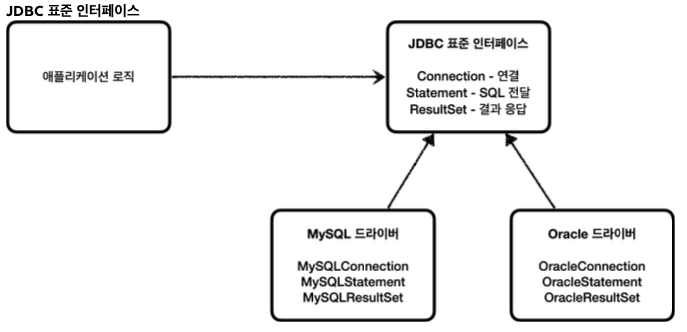 JDBC 표준 인터페이스
애플리케이션 로직
JDBC 표준 인터페이스
Connection - 연결
Statement - SQL 전달
ResultSet - 결과 응답
MySQL 드라이버
MySQLConnection
MySQLStatement
MySQLResultSet
Oracle 드라이버
OracleConnection
OracleStatement
OracleResultSet